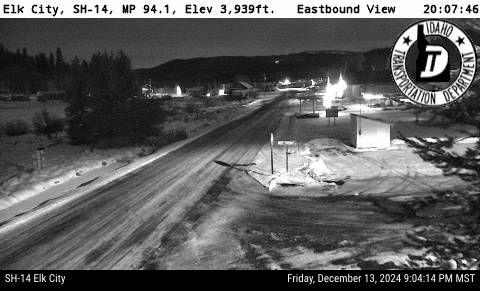 Elk City, SH-14, MP 94.1, Elev 3,939ft. Eastbound View 20:07:46
IDAHO
TRANSPORTATION DEPARTMENT
SH-14 Elk City Friday, December 13, 2024 9:04:14 PM MST